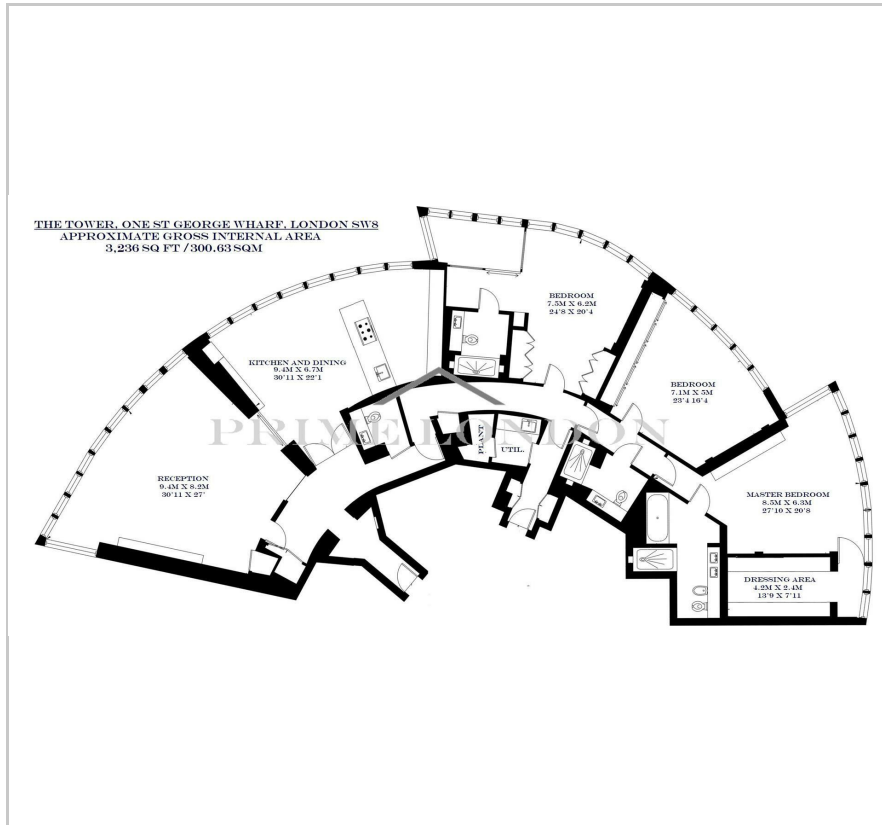 THE TOWER, ONE ST GEORGE WHARF, LONDON SW8
APPROXIMATE GROSS INTERNAL AREA
3,236 SQ FT / 300.63 SQM
BEDROOM
7.5M X 6.2M
24'8 X 20'4
KITCHEN AND DINING
9.4M X 6.7M
30'11 X 22'1
BEDROOM
7.1M X 5M
23'4 16'4
PRIME LONDON
PLANT
UTIL.
RECEPTION
9.4M X 8.2M
30'11 X 27'
MASTER BEDROOM
8.5M X 6.3M
27'10 X 20'8
DRESSING AREA
4.2M X 2.4M
13'9 X 7'11